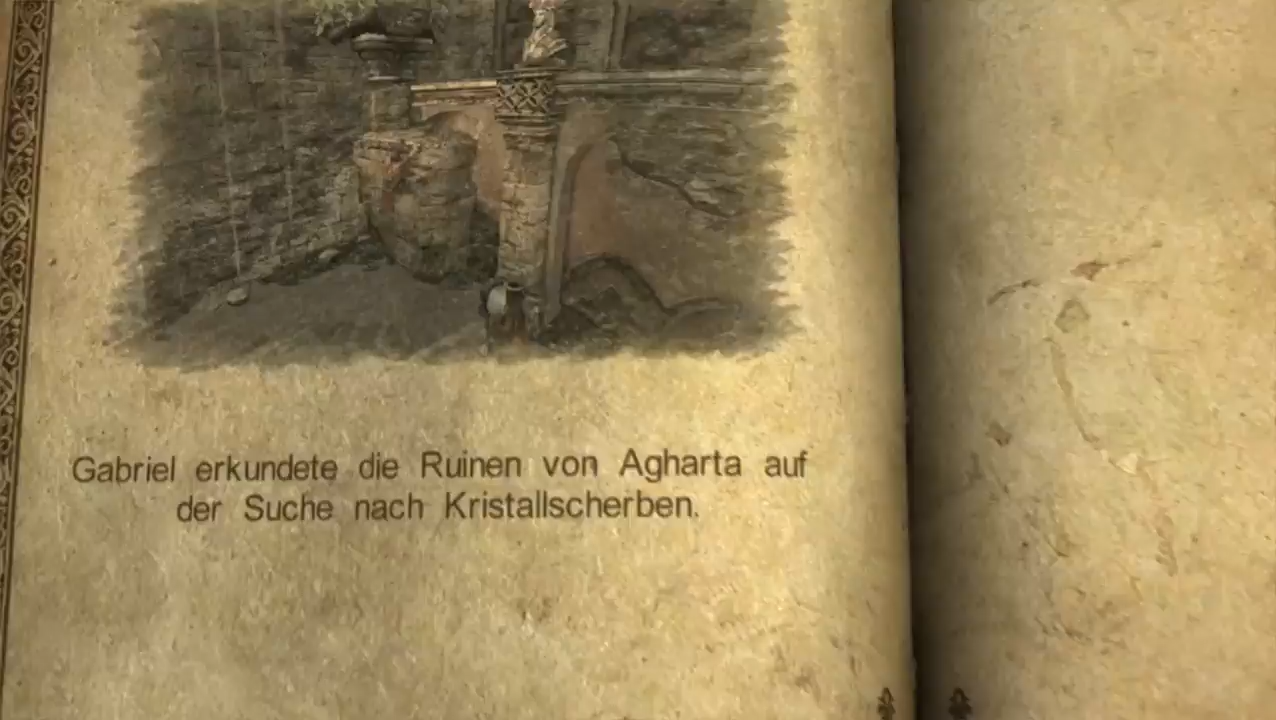 Gabriel erkundete die Ruinen von Agharta auf
der Suche nach Kristallscherben.